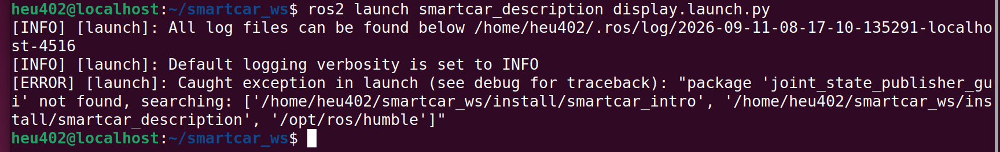 heu402@localhost:~/smartcar_ws$ ros2 launch smartcar_description display.launch.py
[INFO] [launch]: All log files can be found below /home/heu402/.ros/log/2026-09-11-08-17-10-135291-localho
st-4516
[INFO] [launch]: Default logging verbosity is set to INFO
[ERROR] [launch]: Caught exception in launch (see debug for traceback): "package 'joint_state_publisher_gu
i' not found, searching: ['/home/heu402/smartcar_ws/install/smartcar_intro', '/home/heu402/smartcar_ws/ins
tall/smartcar_description', '/opt/ros/humble']"
heu402@localhost:~/smartcar_ws$